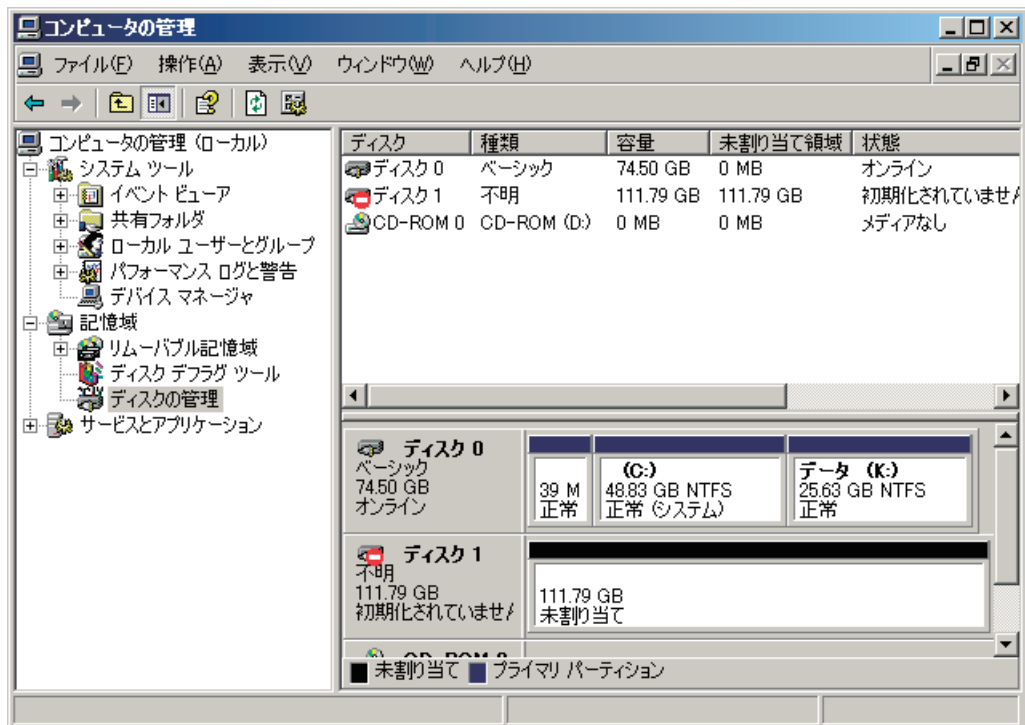 コンピュータの管理
ファイル(F) 操作(A) 表示(V) ウィンドウ(W) ヘルプ(H)
コンピュータの管理 (ローカル)
システム ツール
イベント ビューア
共有フォルダ
ローカル ユーザーとグループ
パフォーマンス ログと警告
デバイス マネージャ
記憶域
リムーバブル記憶域
ディスク デフラグ ツール
ディスクの管理
サービスとアプリケーション
ディスク 種類 容量 未割り当て領域 状態
ディスク 0 ベーシック 74.50 GB 0 MB オンライン
ディスク 1 不明 111.79 GB 111.79 GB 初期化されていませ
CD-ROM 0 CD-ROM (D:) 0 MB 0 MB メディアなし
ディスク 0
ベーシック
74.50 GB
オンライン
39 M
正常
(C:)
48.83 GB NTFS
正常 (システム)
データ (K:)
25.63 GB NTFS
正常
ディスク 1
不明
111.79 GB
初期化されていませ
111.79 GB
未割り当て
CD-ROM 0
未割り当て プライマリ パーティション